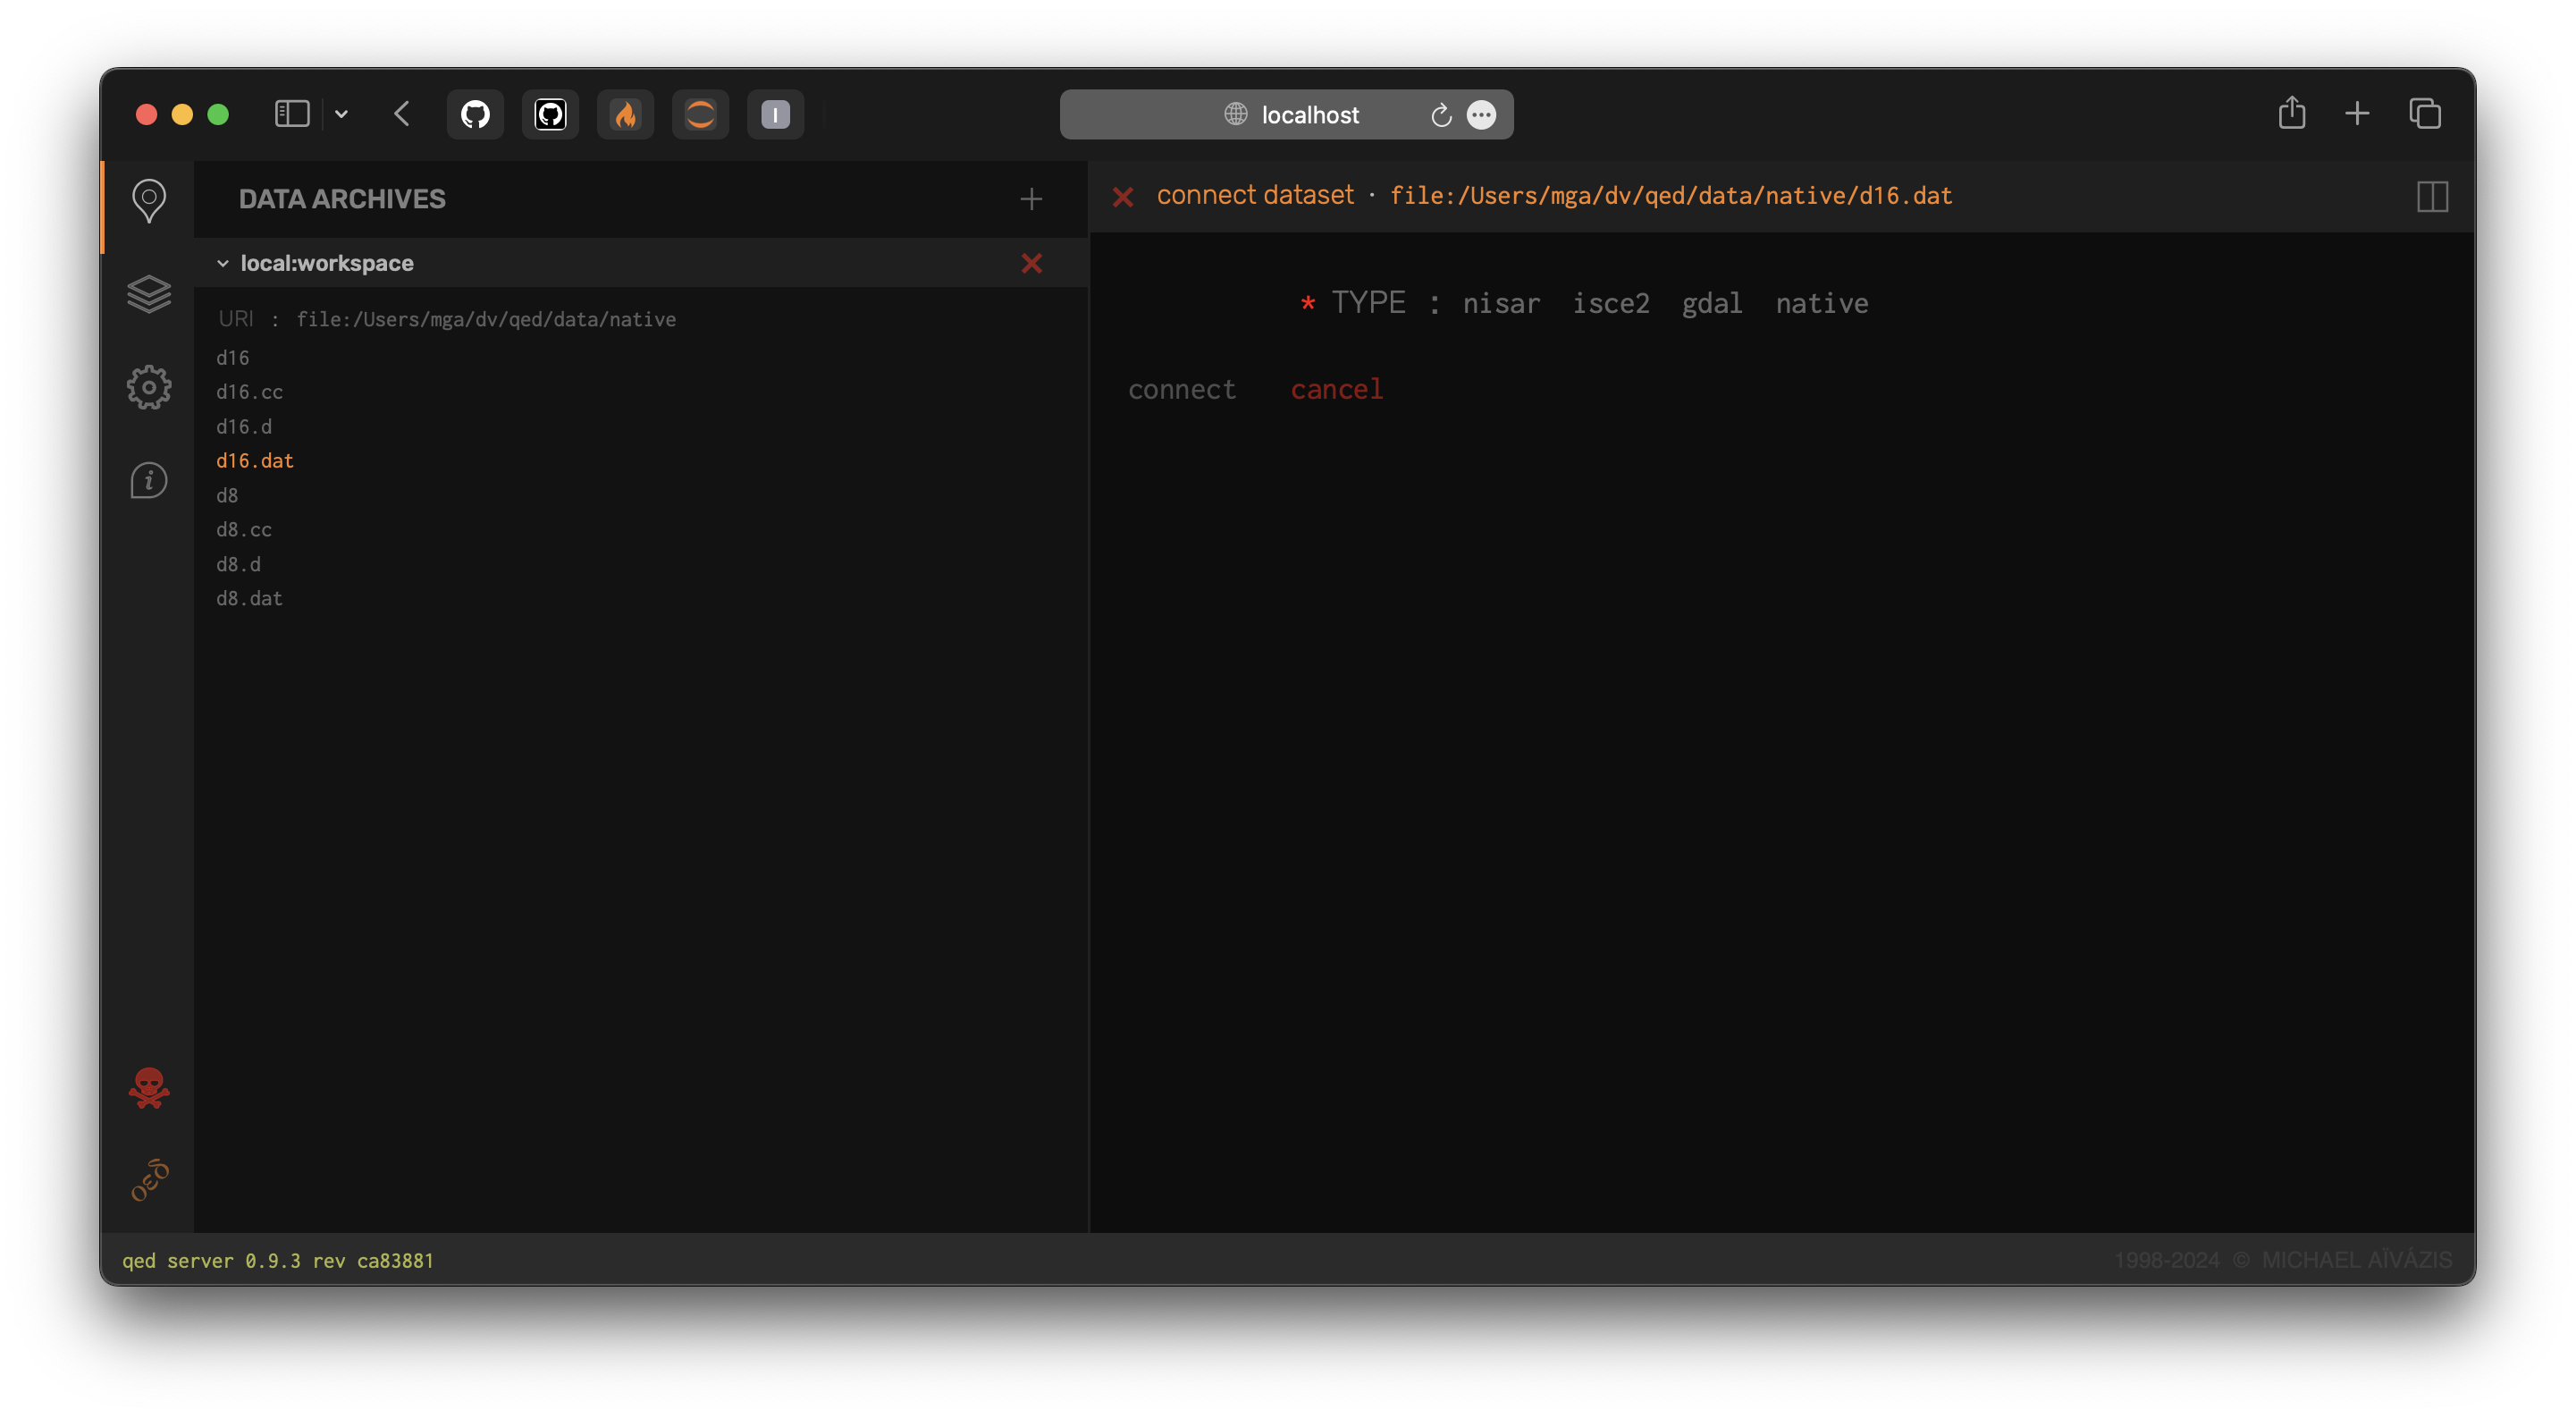 localhost
DATA ARCHIVES
local:workspace
URI : file:/Users/mga/dv/qed/data/native
d16
d16.cc
d16.d
d16.dat
d8
d8.cc
d8.d
d8.dat
connect dataset · file:/Users/mga/dv/qed/data/native/d16.dat
* TYPE : nisar isce2 gdal native
connect cancel
οεδ
qed server 0.9.3 rev ca83881
1998-2024 © MICHAEL AÏVÁZIS